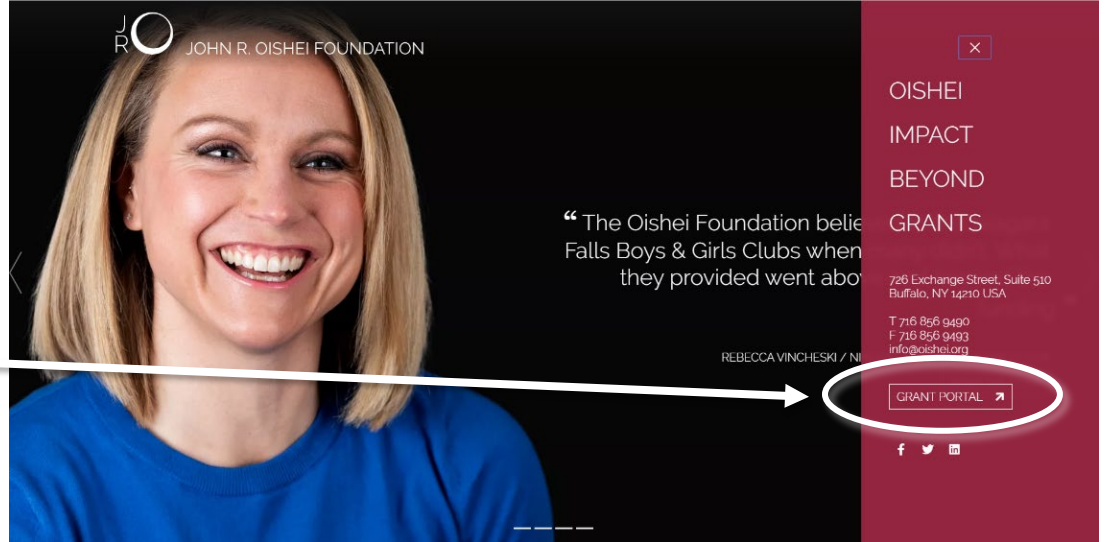 J
R
JOHN R. OISHEI FOUNDATION
OISHEI
IMPACT
BEYOND
GRANTS
“ The Oishei Foundation belie
Falls Boys & Girls Clubs when
they provided went abo
REBECCA VINCHESKI / NI
726 Exchange Street, Suite 510
Buffalo, NY 14210 USA
T 716 856 9490
F 716 856 9493
info@oishei.org
GRANT PORTAL